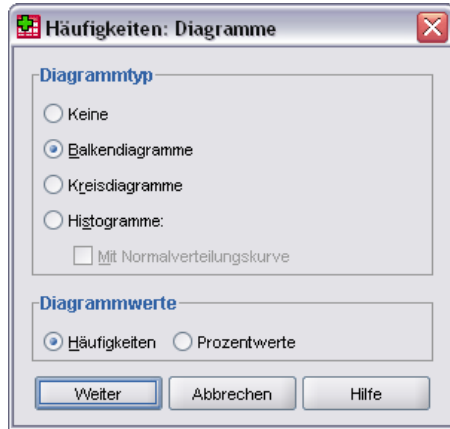 Häufigkeiten: Diagramme
Diagrammtyp
Keine
Balkendiagramme
Kreisdiagramme
Histogramme:
Mit Normalverteilungskurve
Diagrammwerte
Häufigkeiten Prozentwerte
Weiter Abbrechen Hilfe